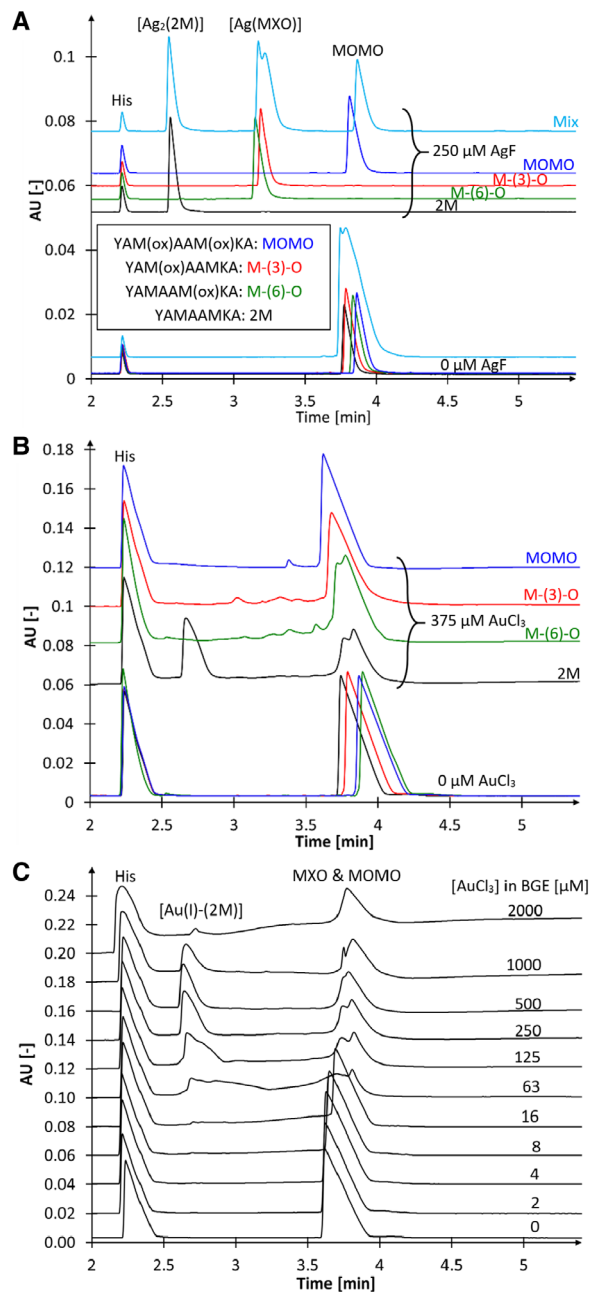 A
[Ag₂(2M)]
[Ag(MXO)]
MOMO
His
0.1
Mix
0.08
250 µM AgF
MOMO
M-(3)-O
0.06
M-(6)-O
2M
AU [-]
0.04
YAM(ox)AAM(ox)KA: MOMO
YAM(ox)AAMKA: M-(3)-O
YAMAAM(ox)KA: M-(6)-O
YAMAAMKA: 2M
0.02
0 µM AgF
0
2 2.5 3 3.5 4 4.5 5
Time [min]
B
0.18
His
0.16
0.14
MOMO
0.12
M-(3)-O
0.1
375 µM AuCl₃
M-(6)-O
0.08
2M
0.06
AU [-]
0.04
0.02
0 µM AuCl₃
0
2 2.5 3 3.5 4 4.5 5
Time [min]
C
His
MXO & MOMO
[AuCl₃] in BGE [µM]
[Au(I)-(2M)]
0.24
2000
0.20
1000
0.18
500
0.16
250
0.14
125
0.12
63
0.10
16
0.08
8
0.06
4
0.04
2
0.02
0
0.00
AU [-]
2 2.5 3 3.5 4 4.5 5
Time [min]